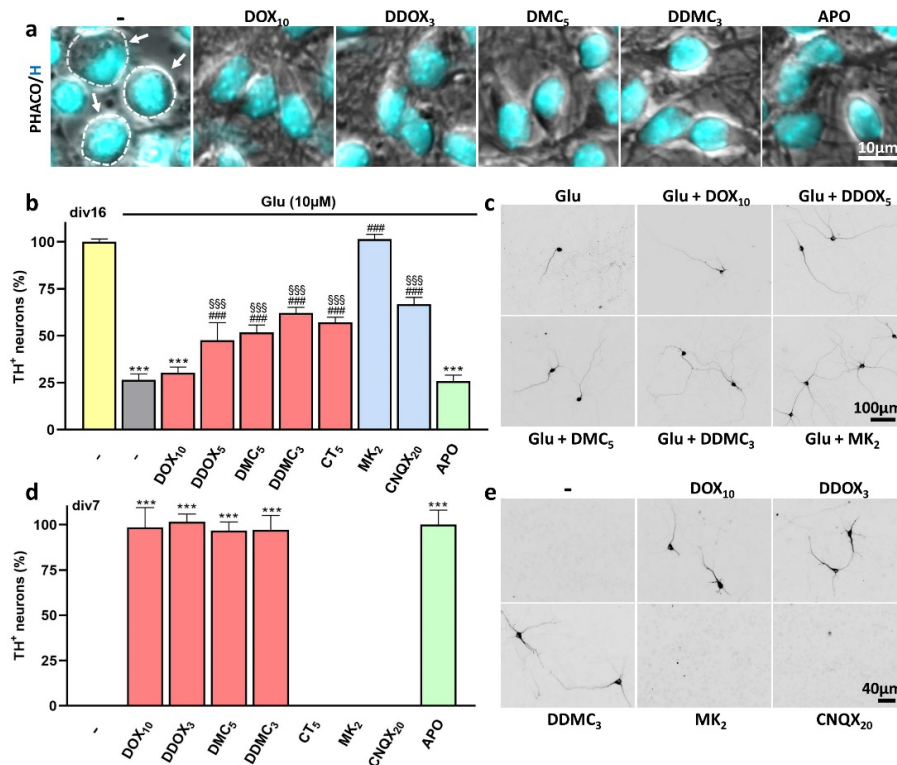 - DOX₁₀ DDOX₃ DMC₅ DDMC₃ APO
a
PHACO/H
10μm
b
div16
Glu (10μM)
TH⁺ neurons (%)
100
75
50
25
0
*** *** §§§ ### §§§ ### §§§ ### §§§ ### ### §§§ ### ***
- - DOX₁₀ DDOX₅ DMC₅ DDMC₃ CT₅ MK₂ CNQX₂₀ APO
c
Glu Glu + DOX₁₀ Glu + DDOX₅
100μm
Glu + DMC₅ Glu + DDMC₃ Glu + MK₂
d
div7
TH⁺ neurons (%)
100
75
50
25
0
*** *** *** *** ***
- DOX₁₀ DDOX₃ DMC₅ DDMC₃ CT₅ MK₂ CNQX₂₀ APO
e
- DOX₁₀ DDOX₃
40μm
DDMC₃ MK₂ CNQX₂₀